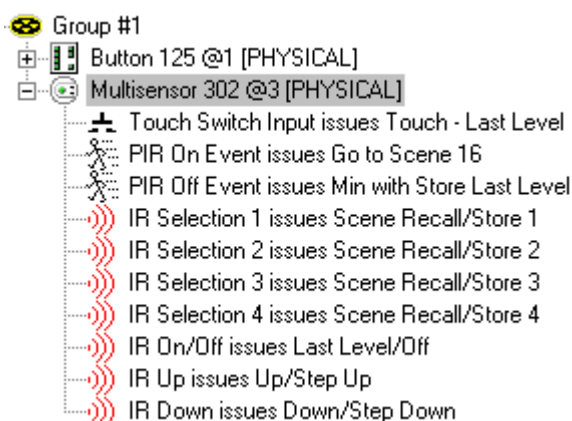 Group #1
Button 125 @1 [PHYSICAL]
Multisensor 302 @3 [PHYSICAL]
Touch Switch Input issues Touch - Last Level
PIR On Event issues Go to Scene 16
PIR Off Event issues Min with Store Last Level
IR Selection 1 issues Scene Recall/Store 1
IR Selection 2 issues Scene Recall/Store 2
IR Selection 3 issues Scene Recall/Store 3
IR Selection 4 issues Scene Recall/Store 4
IR On/Off issues Last Level/Off
IR Up issues Up/Step Up
IR Down issues Down/Step Down